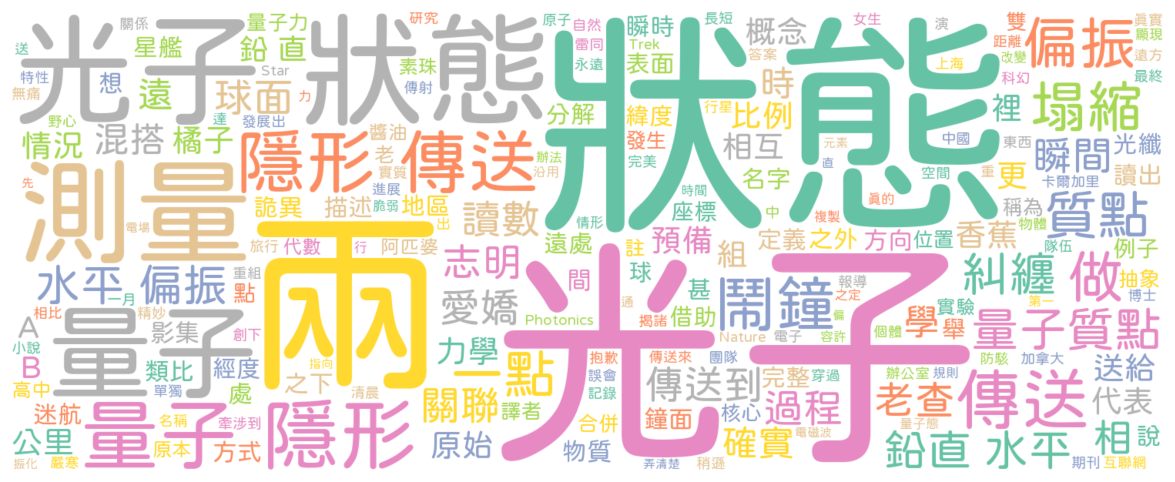 送 關係 量子力 研究 原子 自然 瞬時 長短 概念 女生 雙 偏振 眞實 顯現
光子 星艦 鉛 直 狀態 雷同 Trek 狀態 演 距離 遠方
特性 無痛 想 遠 Star 球面 力 素珠 傳射 永遠 表面 時 答案 上海 改變 科幻 最終
野心 達 發展出 分解 緯度 行星 比例 裡 塌縮
情況 混搭 橘子 隱形 傳送 醬油 老 實質 辦法 沿用 發生 完美 相互 元素 直 中國 空間 東西 瞬間 光纖
先 測量 電場 詭異 描述 進展 脆弱 地區 出 名字 時間 座標 中 複製 眞的 重 更 卡爾加里 讀出
旅行 代數 行 阿匹婆 讀數 情形 遠處 註 預備 組 定義 之外 方向 位置 香蕉 稱為 物體 隊伍 質點 例子
水平 偏振 重組 點 兩 志明 間 球 甚 鬧鐘 報導 之定 糾纏 做 抽象
相比 一月 精妙 愛嬌 Photonics 借助 通 揭諸 偏 實驗 第一 博士
A 小說 B 量子 影集 創下 力學 一點 光子 Nature 電子 容許 個體 學 舉 量子 質點
高中 類比 經度 指向 之下 清晨 抱歉 誤會 記錄 傳送來 團隊 完整 穿過 防駭 加拿大 辦公室 規則 送給
單獨 迷航 處 關聯 譯者 傳送到 核心 過程 老查 傳送 代表
名稱 牽涉到 量子 隱形 合併 鐘面 電磁波 量子態
公里 原本 方式 原始 物質 弄清楚 確實 稍遜 鉛直 水平 相 說
振化 嚴寒 期刊 互聯網